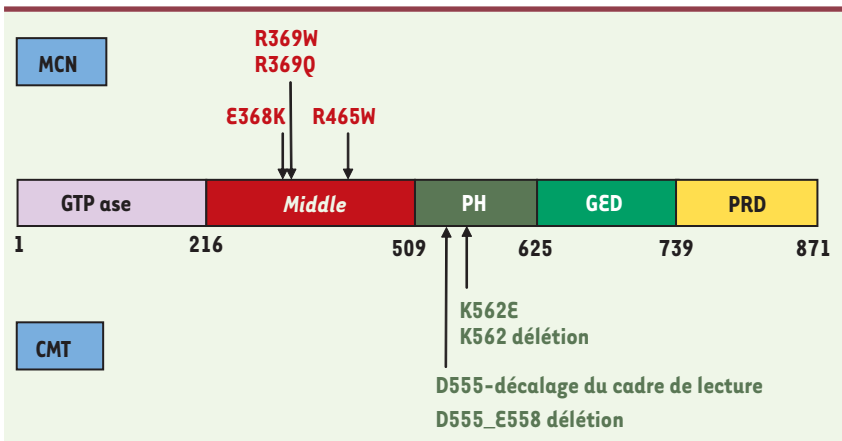 MCN
R369W
R369Q
E368K R465W
GTP ase Middle PH GED PRD
1 216 509 625 739 871
K562E
K562 délétion
CMT
D555-décalage du cadre de lecture
D555_E558 délétion